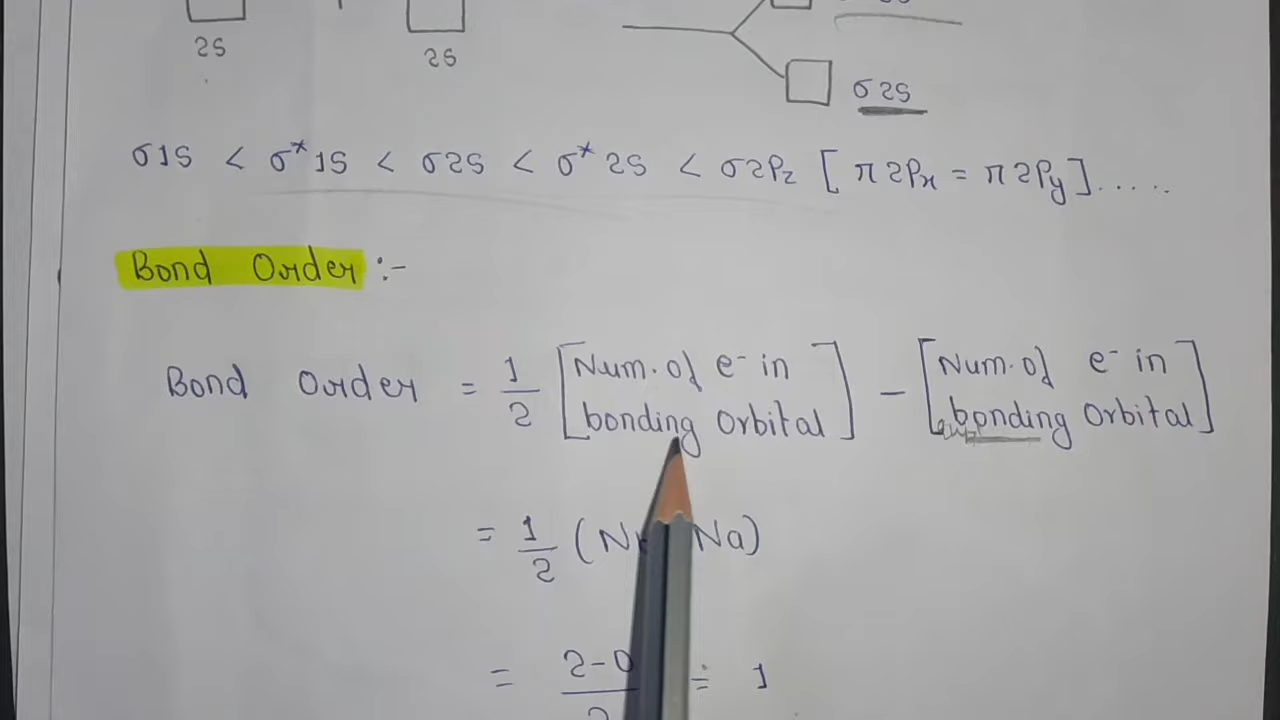 2S 2S
σ2S
σ1S < σ*1S < σ2S < σ*2S < σ2Pz [π2Px = π2Py].....
Bond Order :-
Bond Order = 1/2 [Num. of e⁻ in bonding Orbital] - [Num. of e⁻ in bonding Orbital]
= 1/2 (N Na)
= 2-0 = 1